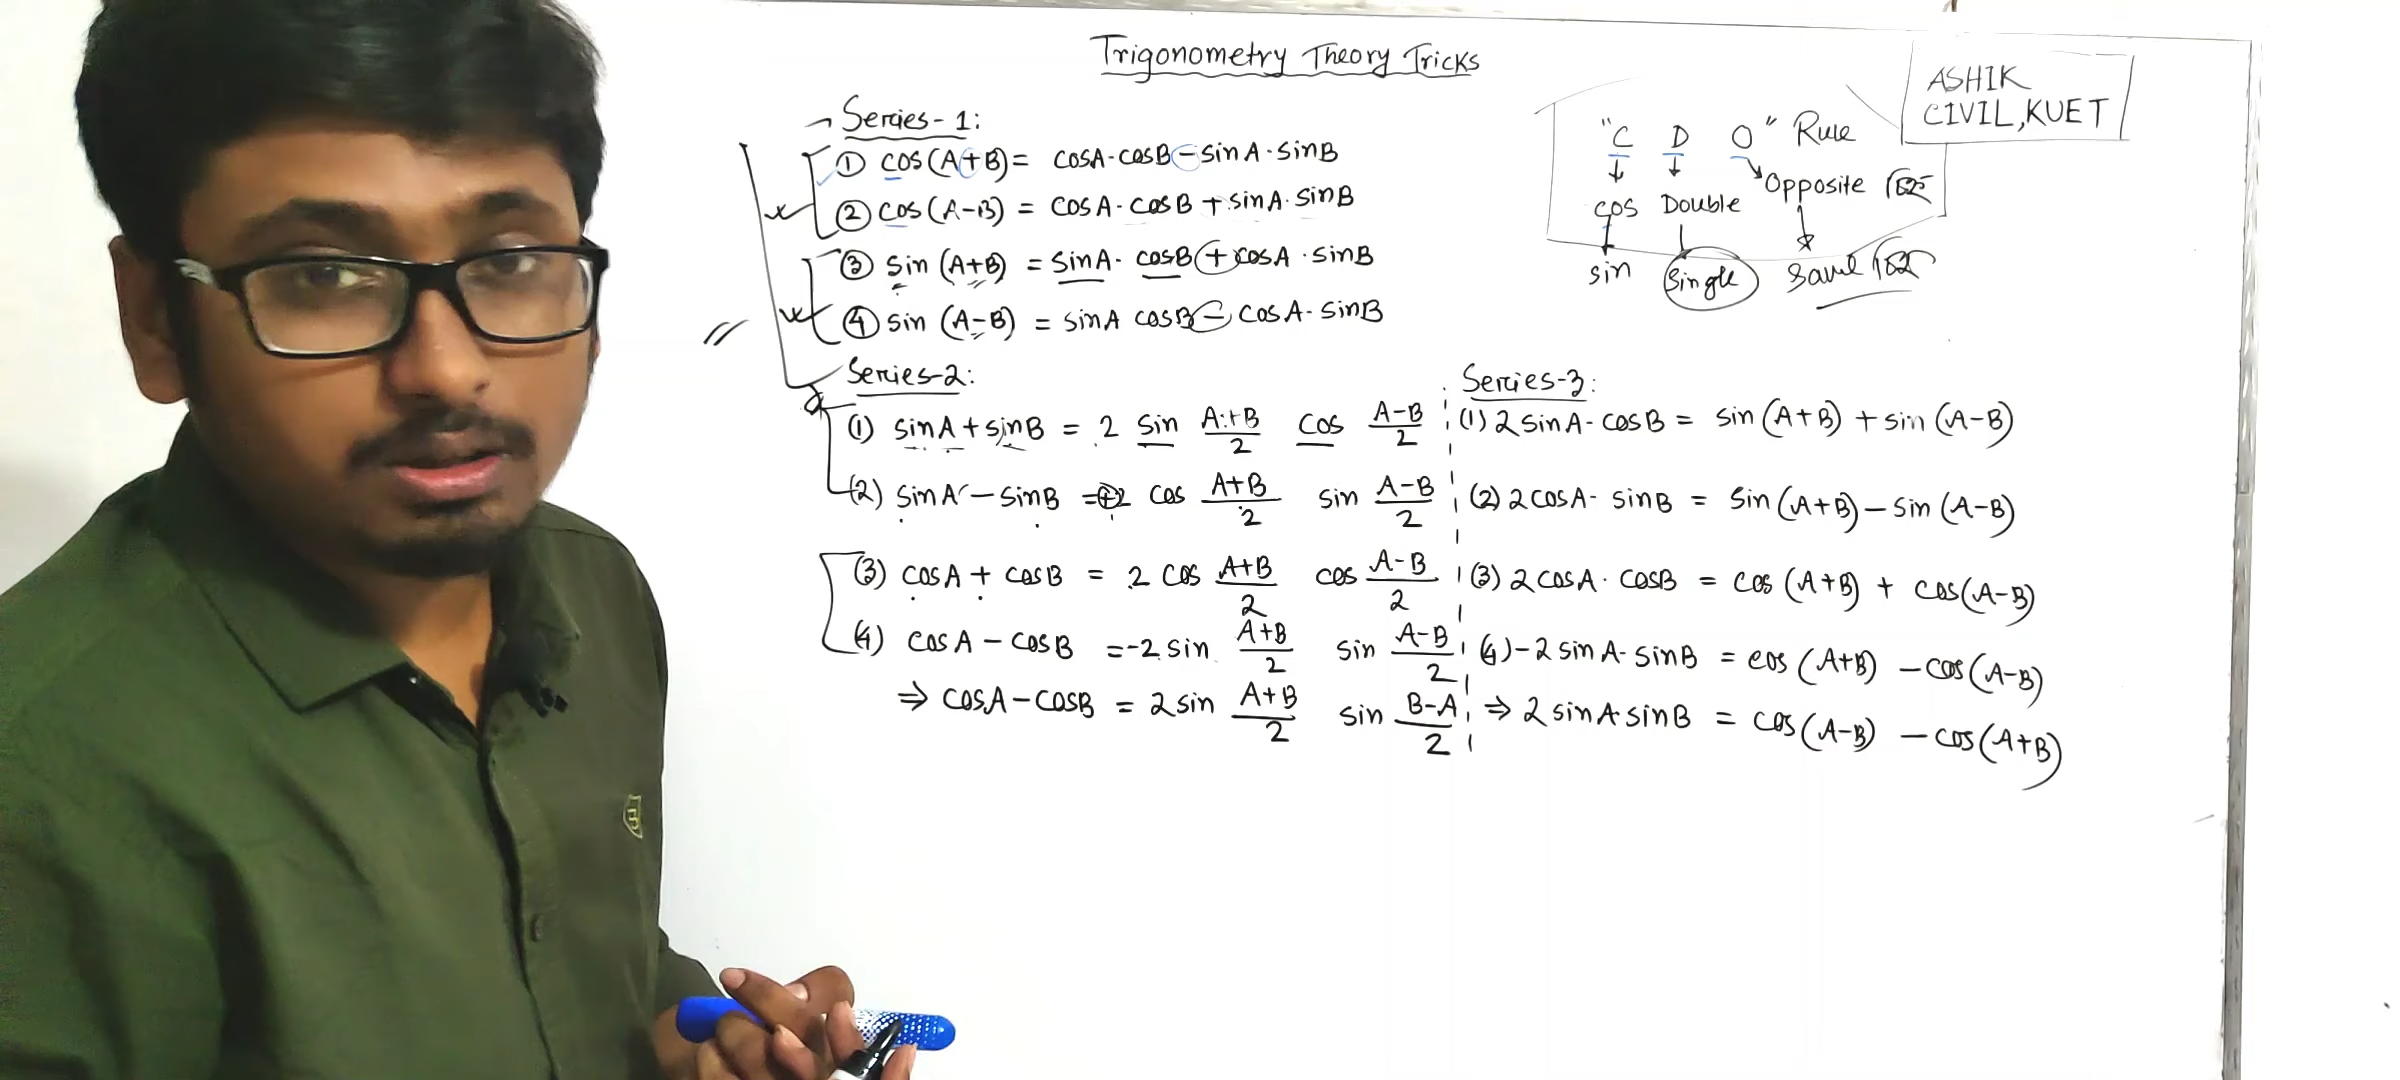 Trigonometry Theory Tricks
ASHIK
CIVIL,KUET
Series-1:
① cos(A+B)= cosA·cosB-sinA·sinB
② cos(A-B) = cosA·cosB+sinA·sinB
③ sin (A+B) = sinA· cosB+cosA·sinB
④ sin (A-B) = sinA cosB-cosA·sinB
"C D O" Rule
cos Double Opposite
sin Single Same
Series-2:
(1) sinA+sinB = 2 sin A+B/2 cos A-B/2
(2) sinA-sinB =+2 cos A+B/2 sin A-B/2
(3) cosA+cosB = 2 cos A+B/2 cos A-B/2
(4) cosA-cosB =-2 sin A+B/2 sin A-B/2
⇒ cosA-cosB = 2 sin A+B/2 sin B-A/2
Series-3:
(1) 2 sinA·cosB = sin(A+B)+sin(A-B)
(2) 2 cosA· sinB = sin(A+B)-sin(A-B)
(3) 2 cosA· cosB = cos(A+B) + cos(A-B)
(4)-2 sinA·sinB = cos(A+B) -cos(A-B)
⇒ 2 sinA·sinB = cos(A-B) -cos(A+B)